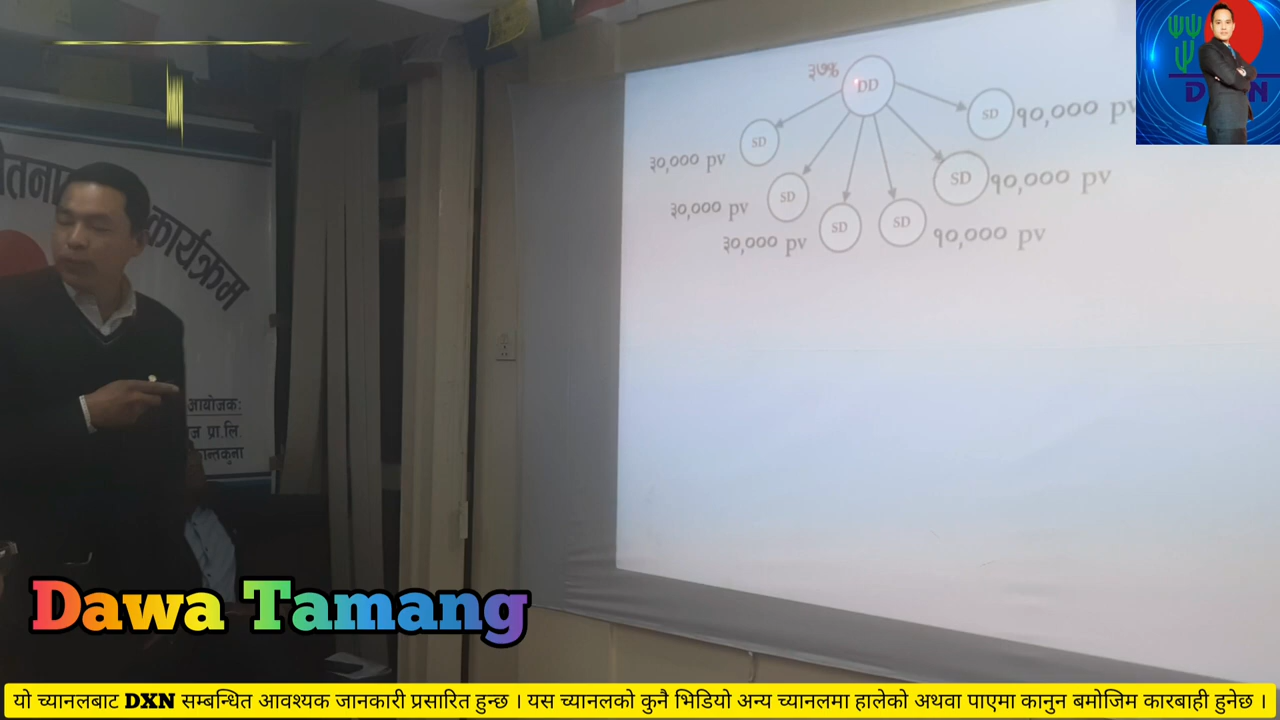 ३७%
DD
SD
१०,००० pv
SD
३०,००० pv
SD
१०,००० pv
SD
३०,००० pv
SD
३०,००० pv
SD
१०,००० pv
DXN
कार्यक्रम
आयोजक:
प्रा.लि.
Dawa Tamang
यो च्यानलबाट DXN सम्बन्धित आवश्यक जानकारी प्रसारित हुन्छ । यस च्यानलको कुनै भिडियो अन्य च्यानलमा हालेको अथवा पाएमा कानुन बमोजिम कारबाही हुनेछ ।